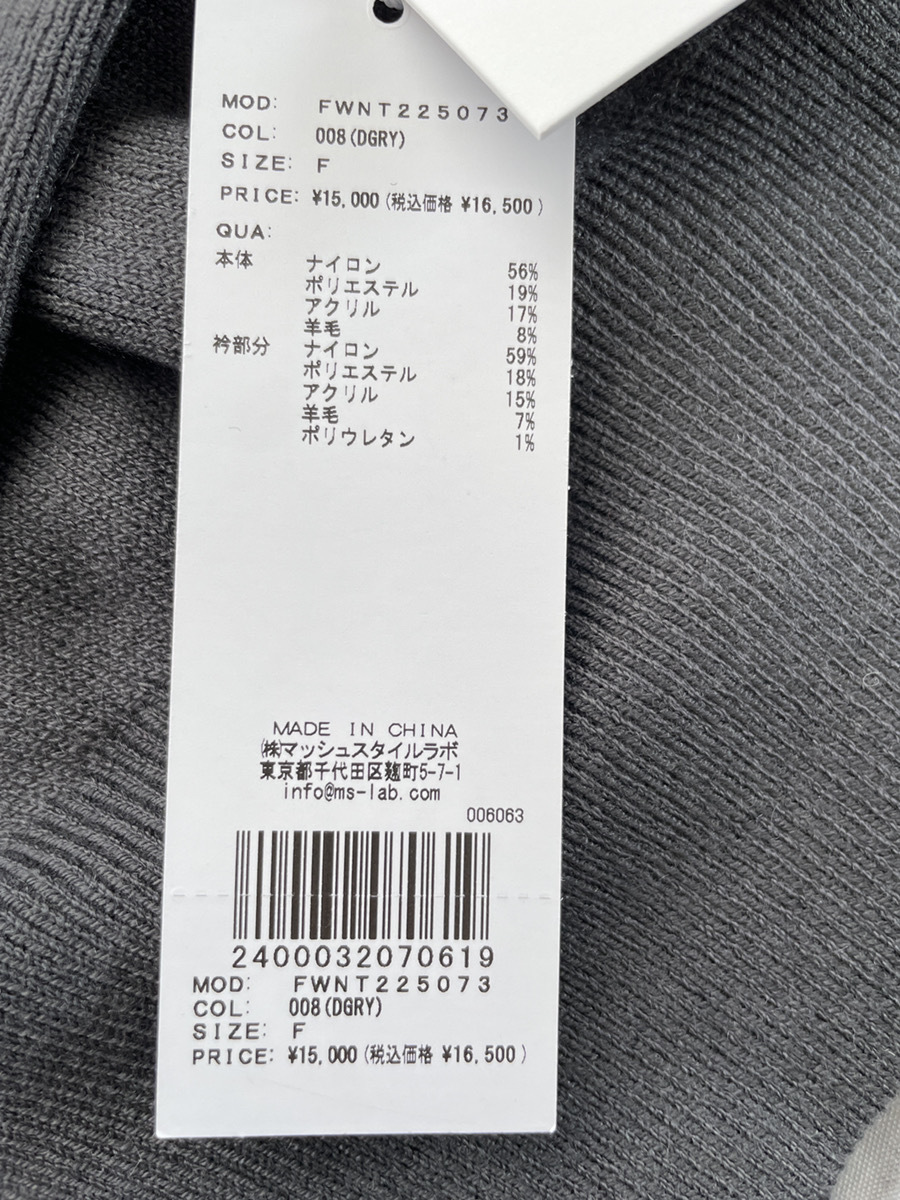 MOD: FWNT225073
COL: 008(DGRY)
SIZE: F
PRICE: ¥15,000 (税込価格 ¥16,500)
QUA:
本体 ナイロン 56%
ポリエステル 19%
アクリル 17%
羊毛 8%
衿部分 ナイロン 59%
ポリエステル 18%
アクリル 15%
羊毛 7%
ポリウレタン 1%
MADE IN CHINA
㈱マッシュスタイルラボ
東京都千代田区麹町5-7-1
info@ms-lab.com
006063
2400032070619
MOD: FWNT225073
COL: 008(DGRY)
SIZE: F
PRICE: ¥15,000 (税込価格 ¥16,500)